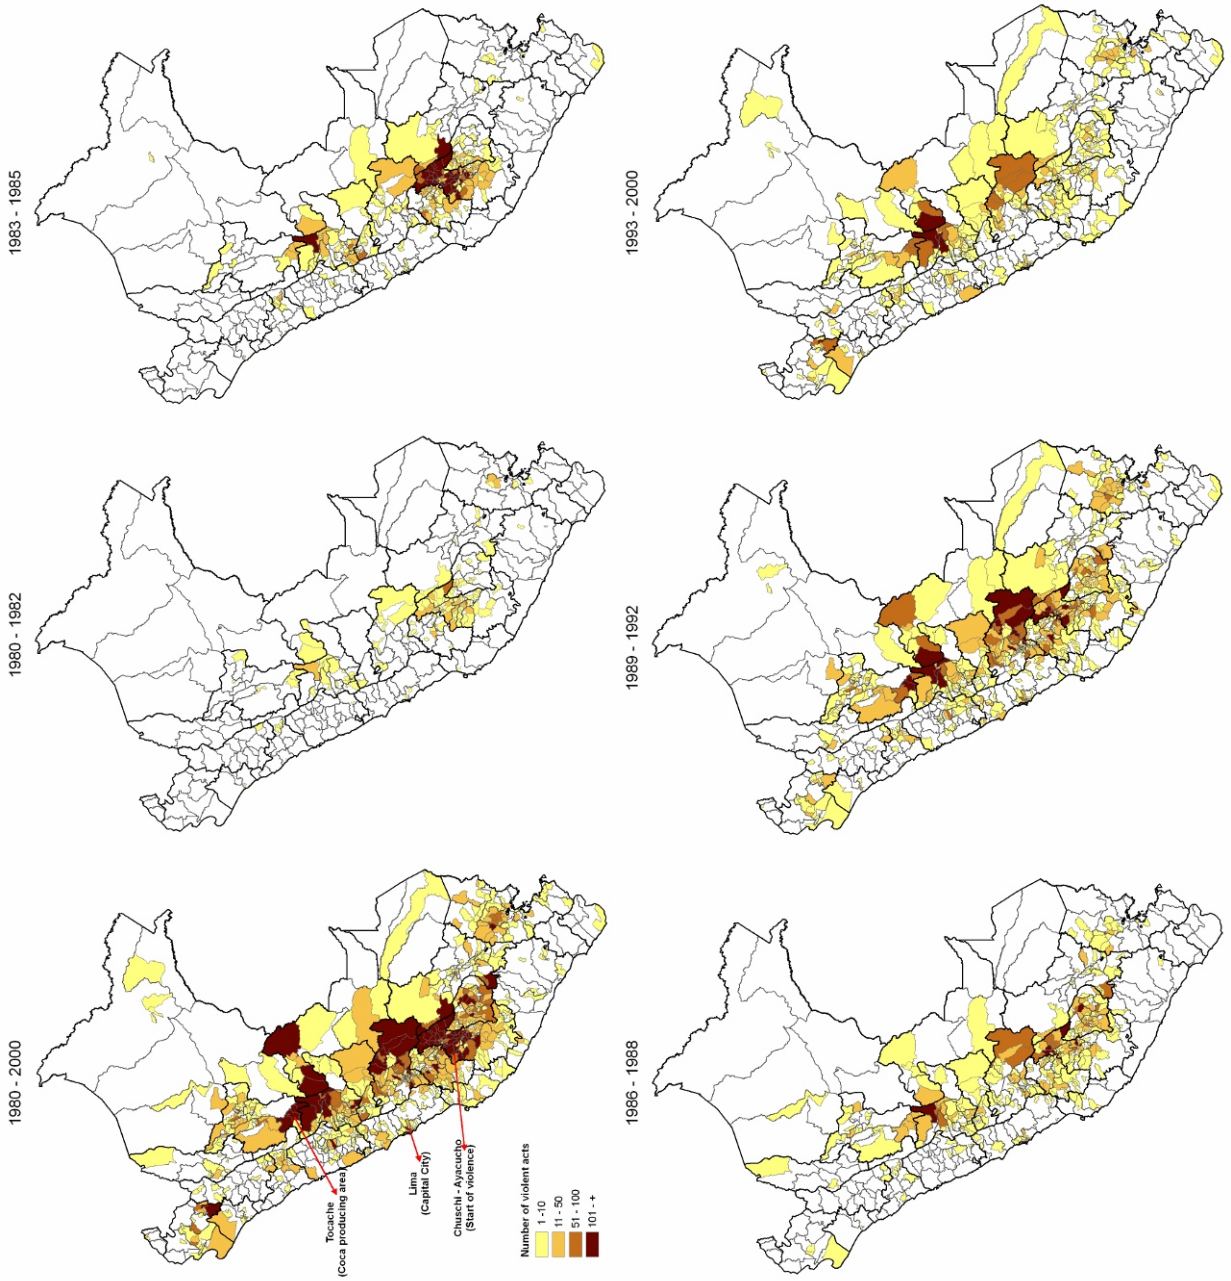 1980 - 2000
1980 - 1982
1983 - 1985
Tocache
(Coca producing area)
Lima
(Capital City)
Chuschi - Ayacucho
(Start of violence)
Number of violent acts
1 -10
11 - 50
51 - 100
101 - +
1986 - 1988
1989 - 1992
1993 - 2000